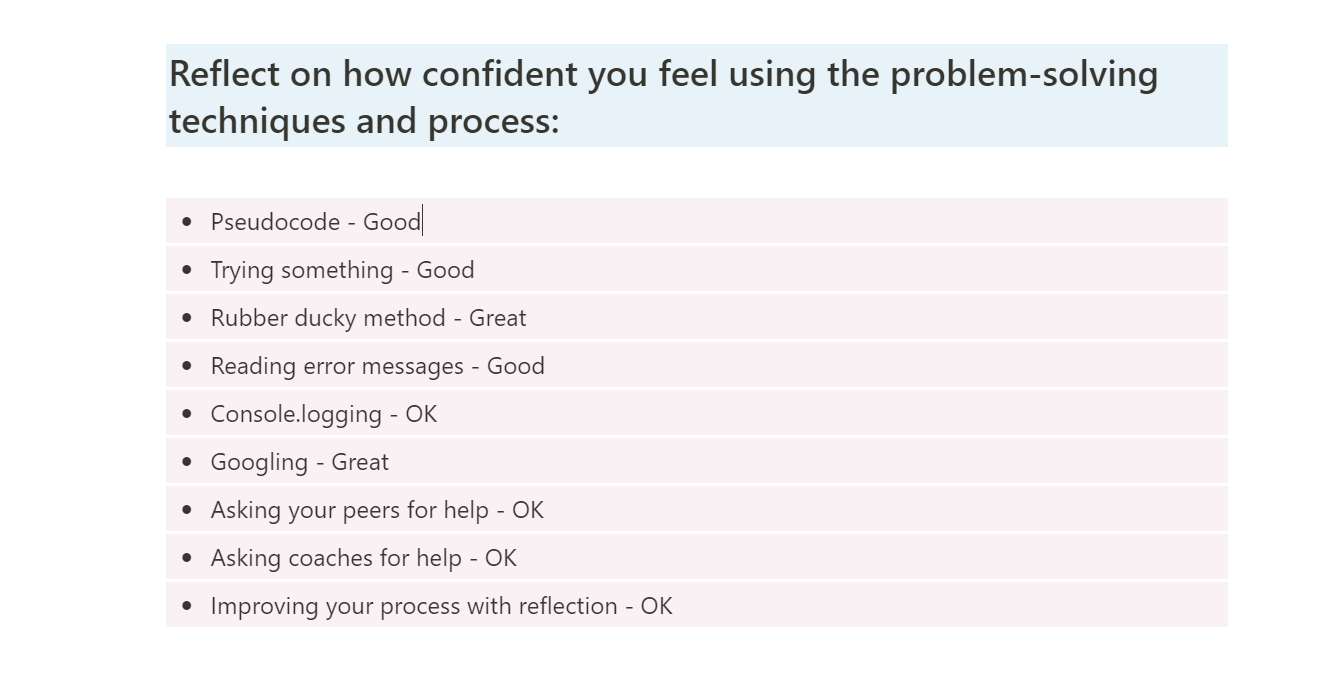 Reflect on how confident you feel using the problem-solving
techniques and process:
• Pseudocode - Good
• Trying something - Good
• Rubber ducky method - Great
• Reading error messages - Good
• Console.logging - OK
• Googling - Great
• Asking your peers for help - OK
• Asking coaches for help - OK
• Improving your process with reflection - OK